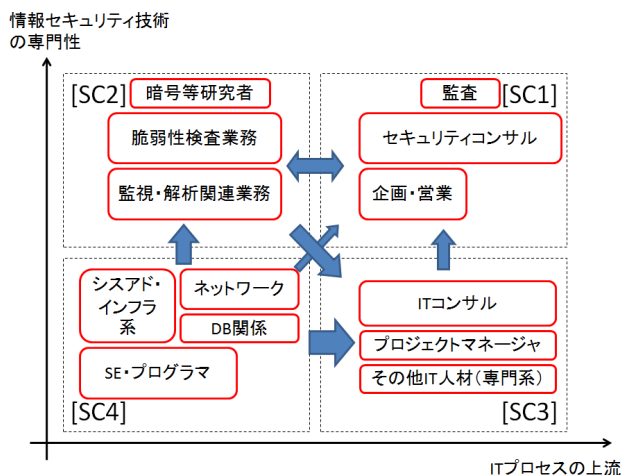 情報セキュリティ技術
の専門性
[SC2]
暗号等研究者
脆弱性検査業務
監視・解析関連業務
監査
[SC1]
セキュリティコンサル
企画・営業
シスアド・
インフラ
系
ネットワーク
DB関係
SE・プログラマ
[SC4]
ITコンサル
プロジェクトマネージャ
その他IT人材(専門系)
[SC3]
ITプロセスの上流